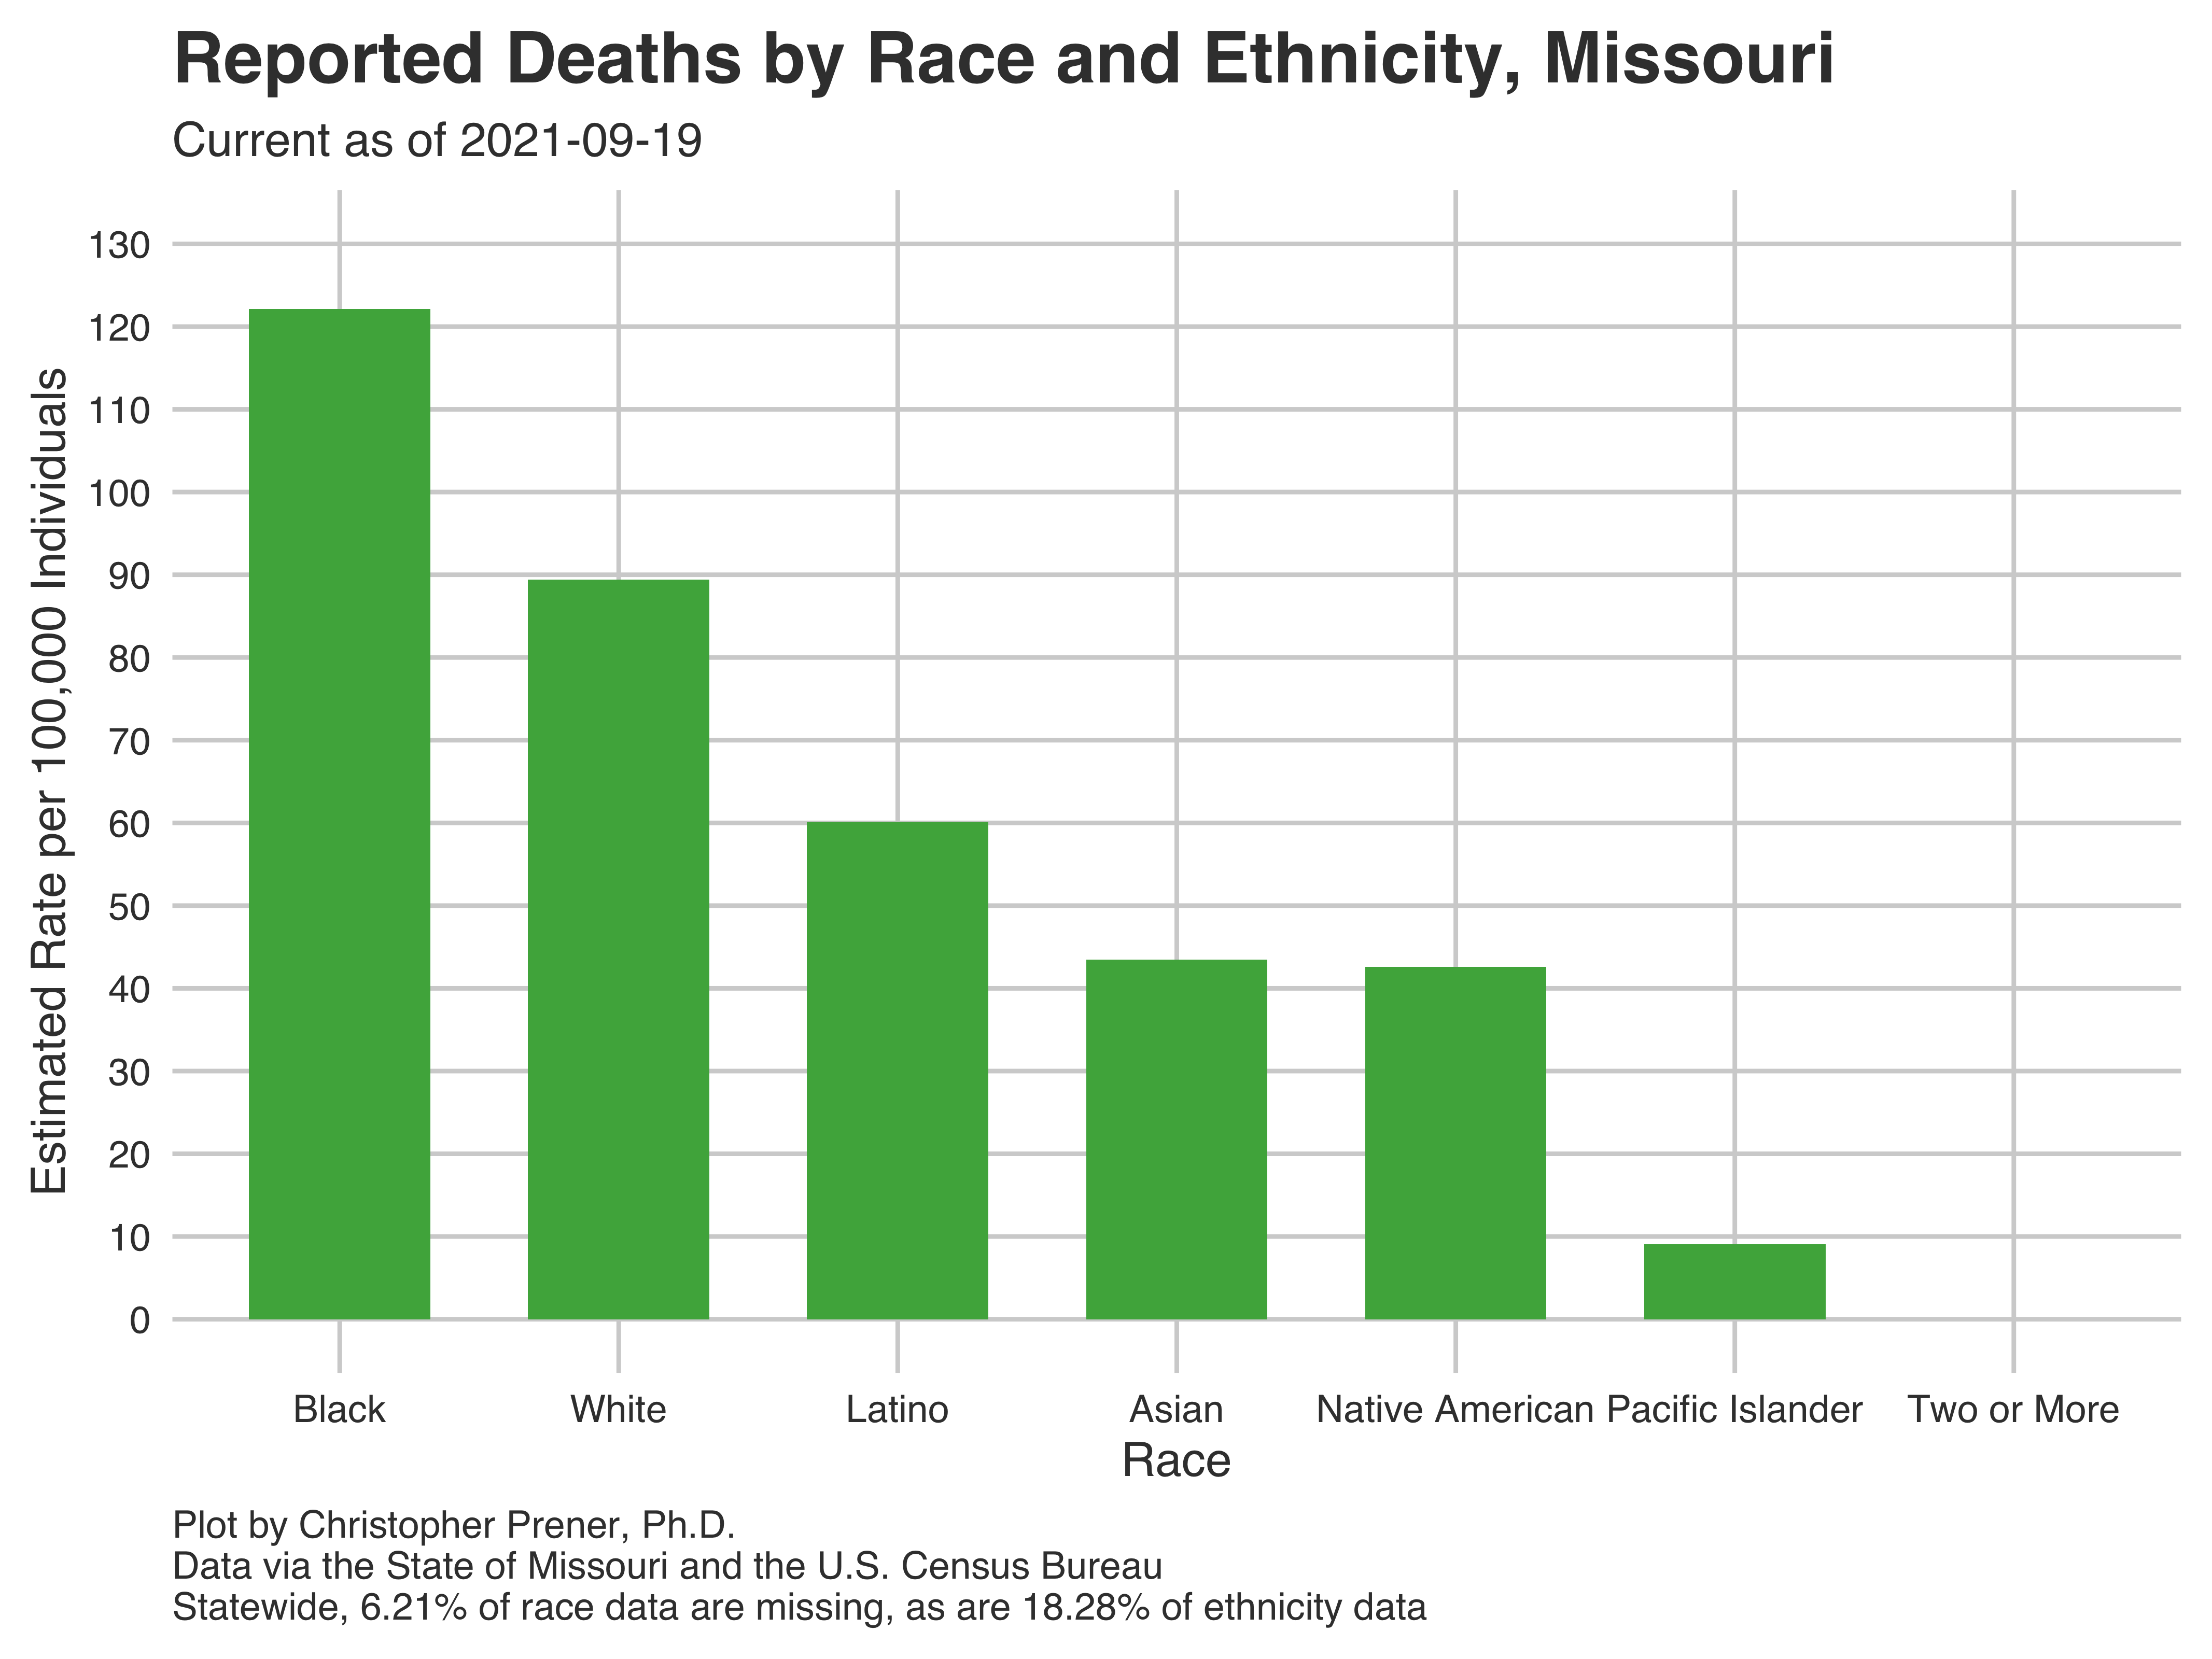 Reported Deaths by Race and Ethnicity, Missouri
Current as of 2021-09-19
Estimated Rate per 100,000 Individuals
130
120
110
100
90
80
70
60
50
40
30
20
10
0
Black White Latino Asian Native American Pacific Islander Two or More
Race
Plot by Christopher Prener, Ph.D.
Data via the State of Missouri and the U.S. Census Bureau
Statewide, 6.21% of race data are missing, as are 18.28% of ethnicity data